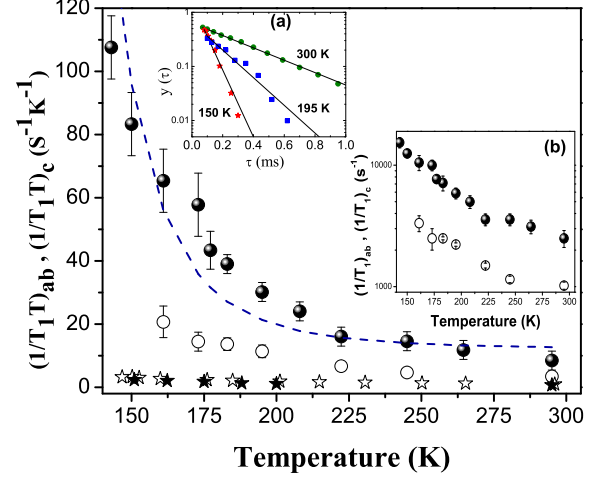 120
100
80
60
40
20
0
(1/T₁T)ab , (1/T₁T)c (S⁻¹K⁻¹)
150
175
200
225
250
275
300
Temperature (K)
(a)
1
0.1
0.01
y (τ)
300 K
195 K
150 K
0.0
0.2
0.4
0.6
0.8
1.0
τ (ms)
(b)
10000
1000
(1/T₁)ab , (1/T₁)c (s⁻¹)
150
175
200
225
250
275
300
Temperature (K)